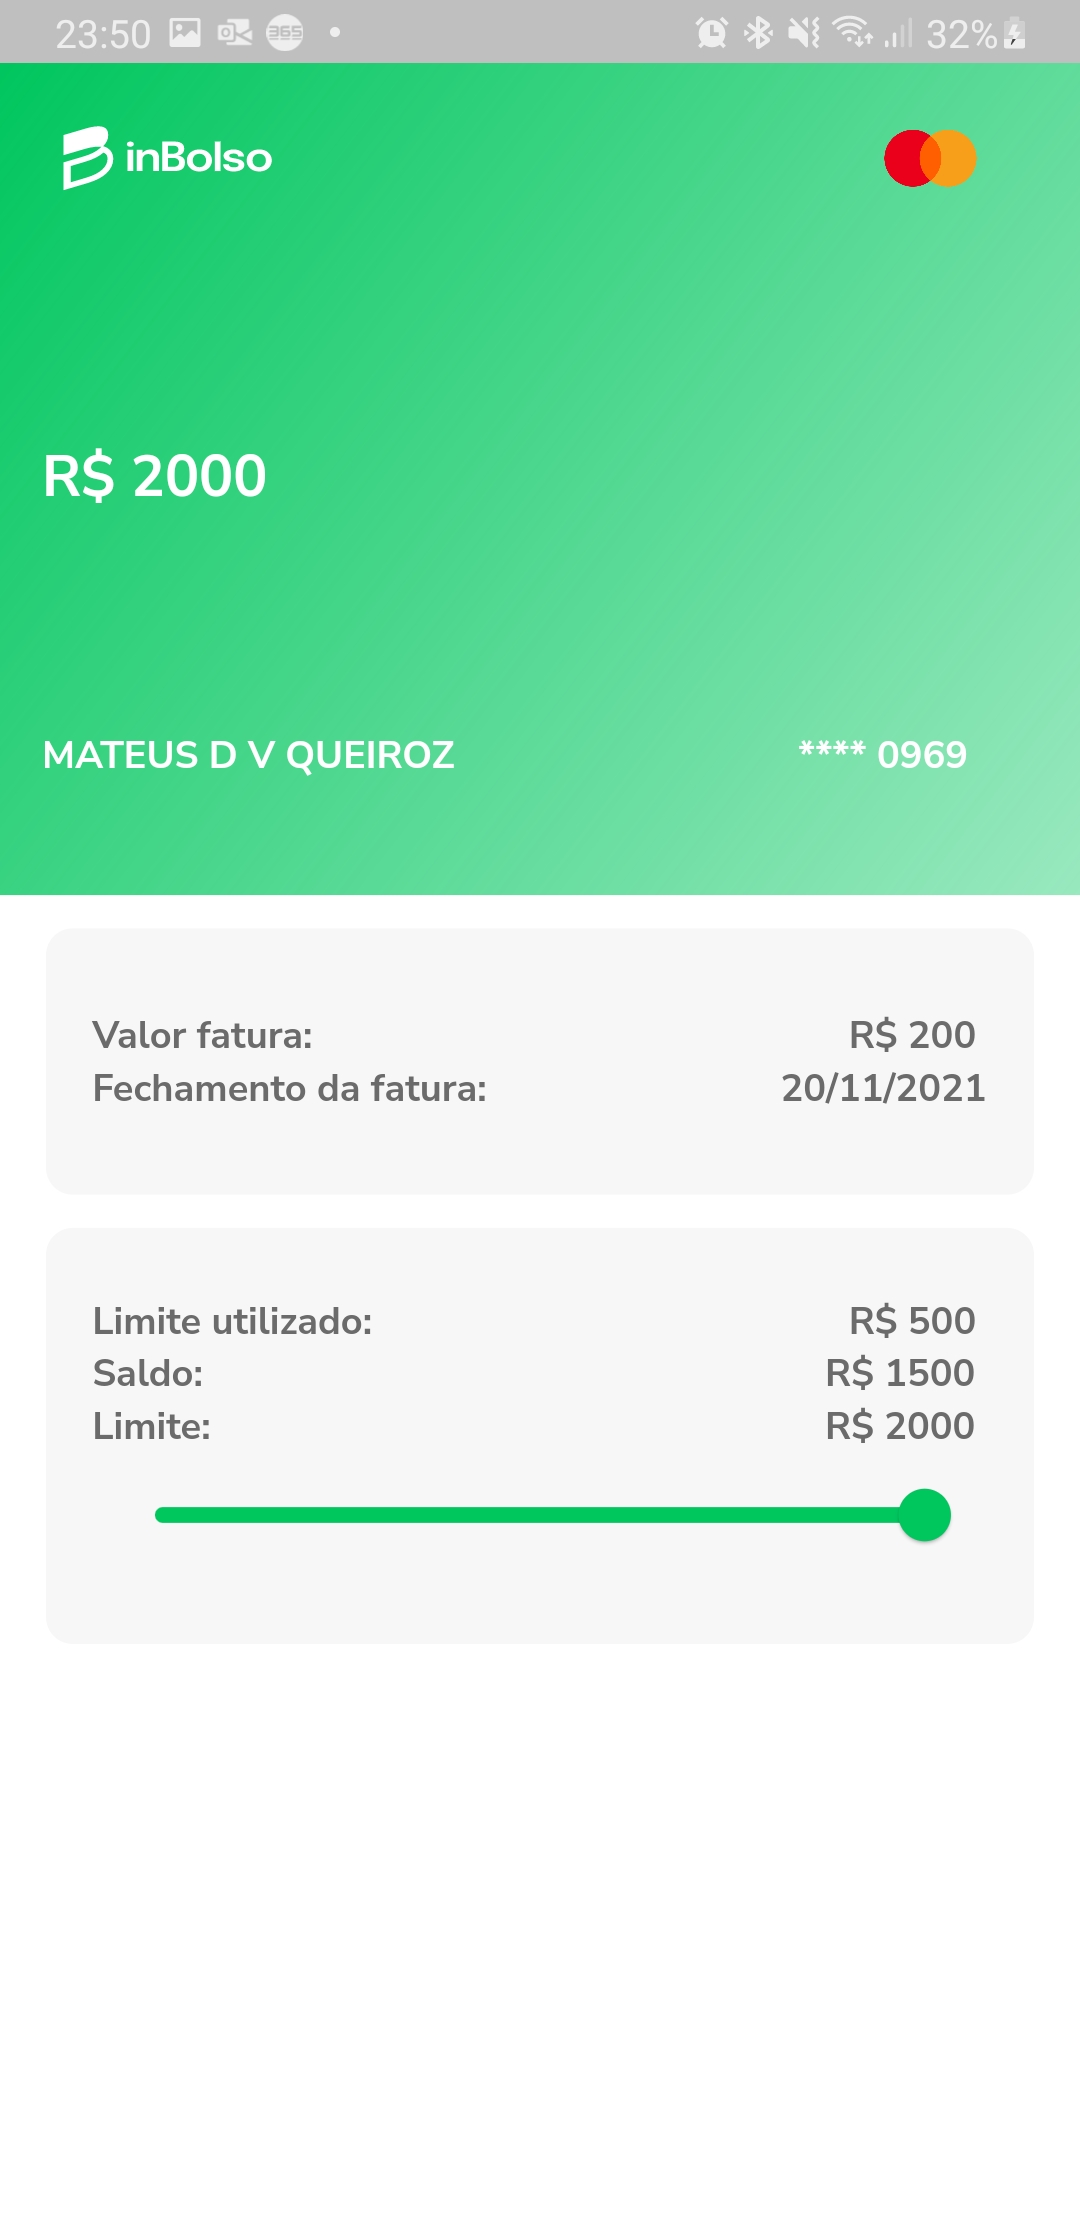 23:50 365 32%
inBolso
R$ 2000
MATEUS D V QUEIROZ **** 0969
Valor fatura: R$ 200
Fechamento da fatura: 20/11/2021
Limite utilizado: R$ 500
Saldo: R$ 1500
Limite: R$ 2000